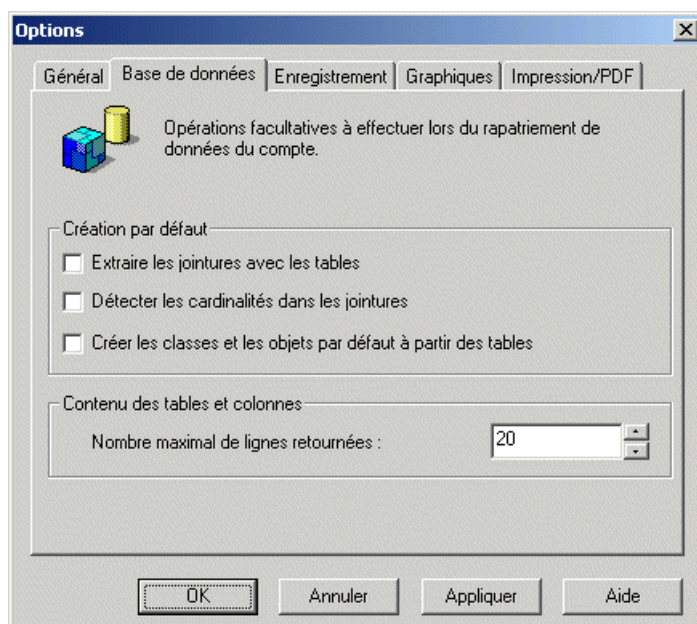 Options
Général Base de données Enregistrement Graphiques Impression/PDF
Opérations facultatives à effectuer lors du rapatriement de
données du compte.
Création par défaut
Extraire les jointures avec les tables
Détecter les cardinalités dans les jointures
Créer les classes et les objets par défaut à partir des tables
Contenu des tables et colonnes
Nombre maximal de lignes retournées : 20
OK Annuler Appliquer Aide